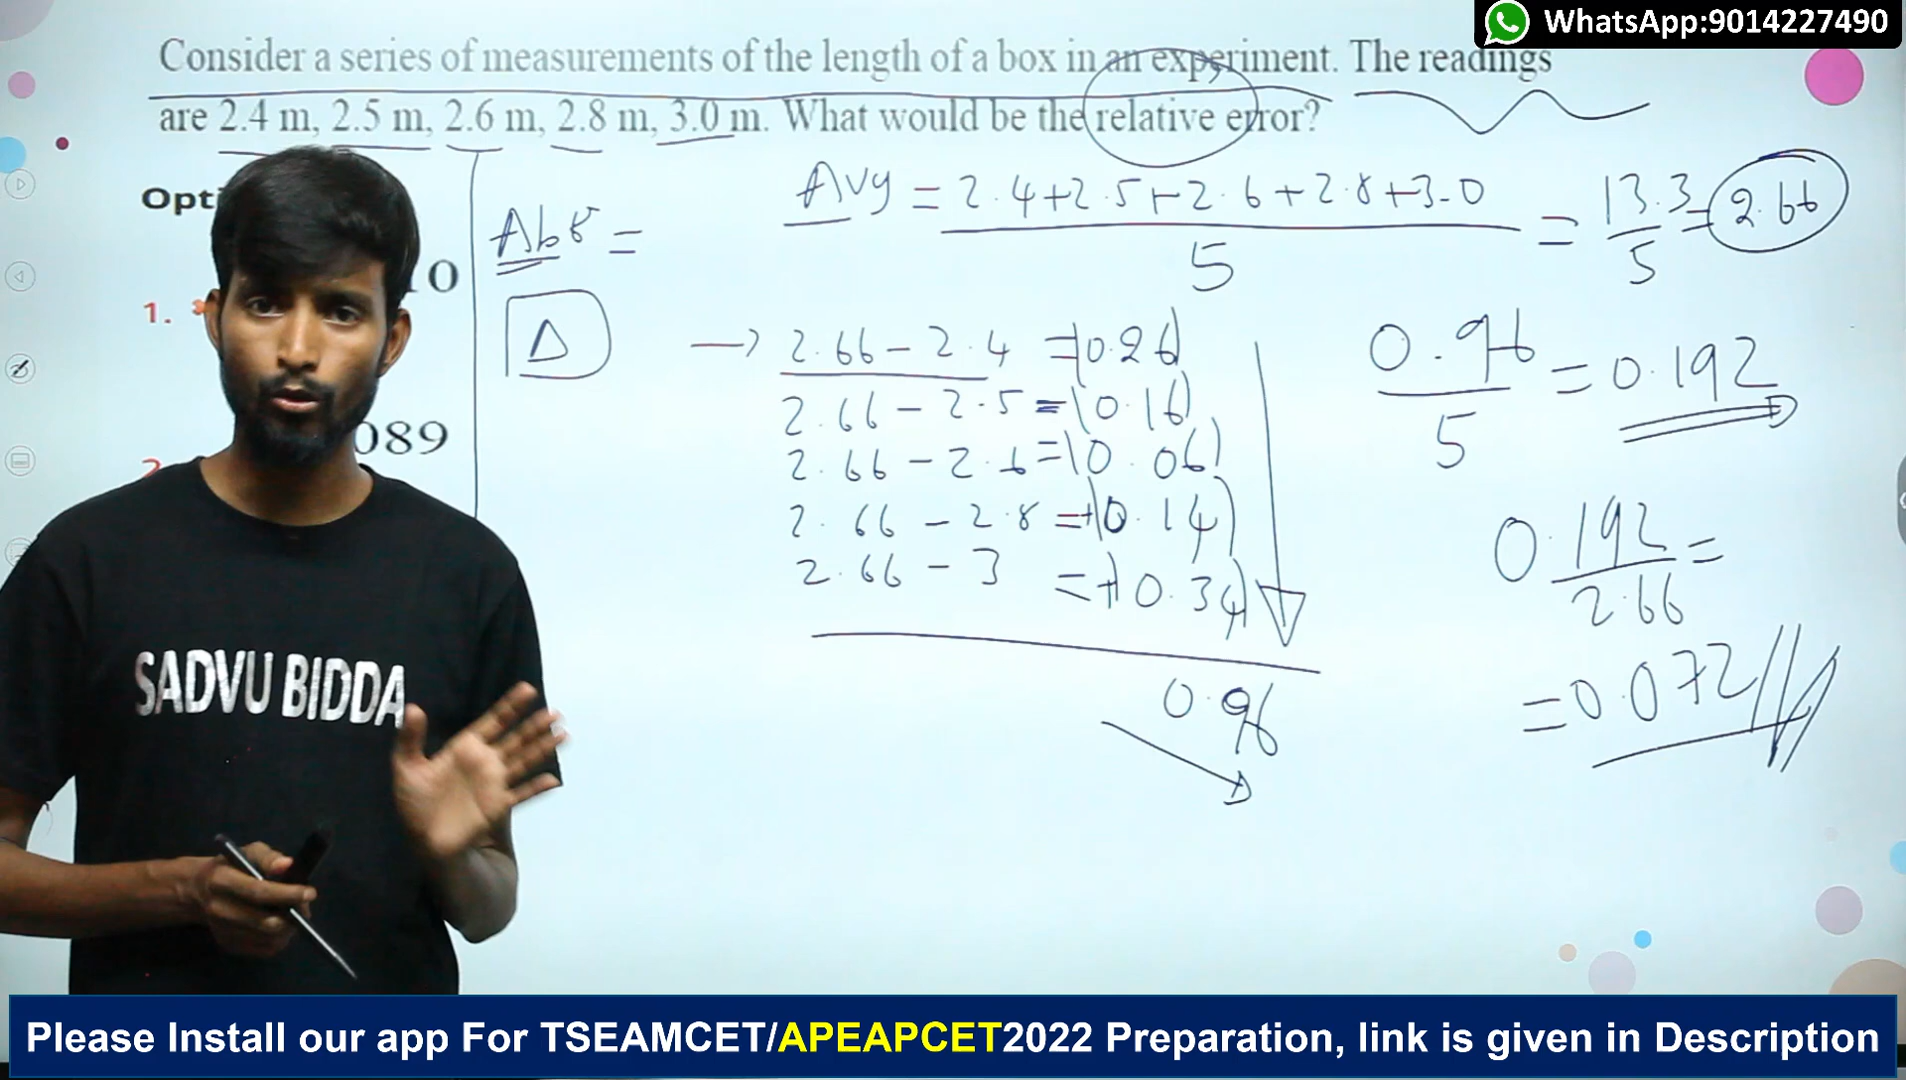 WhatsApp:9014227490
Consider a series of measurements of the length of a box in an experiment. The readings
are 2.4 m, 2.5 m, 2.6 m, 2.8 m, 3.0 m. What would be the relative error?
Opti
1.
0
089
2.
Abs =
Δ
Avg = 2.4+2.5+2.6+2.8+3.0 / 5 = 13.3 / 5 = 2.66
→ 2.66 - 2.4 = |0.26|
2.66 - 2.5 = |0.16|
2.66 - 2.6 = |0.06|
2.66 - 2.8 = +|0.14|
2.66 - 3 = +|0.34|
0.96
0.96 / 5 = 0.192
0.192 / 2.66 =
= 0.072
SADVU BIDDA
Please Install our app For TSEAMCET/APEAPCET2022 Preparation, link is given in Description